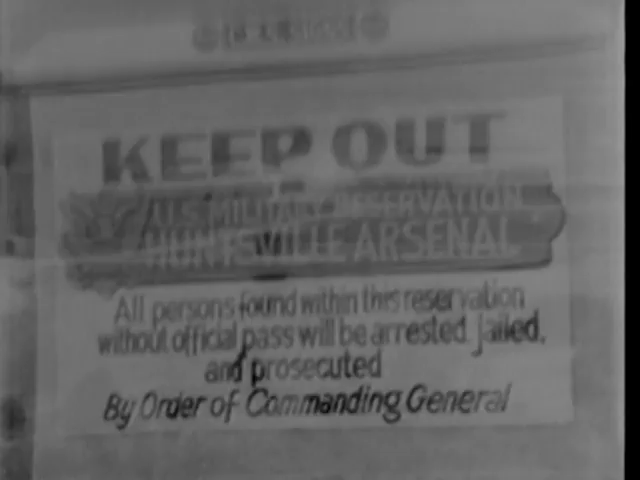 KEEP OUT
U.S. MILITARY RESERVATION
HUNTSVILLE ARSENAL
All persons found within this reservation
without official pass will be arrested. Jailed,
and prosecuted
By Order of Commanding General